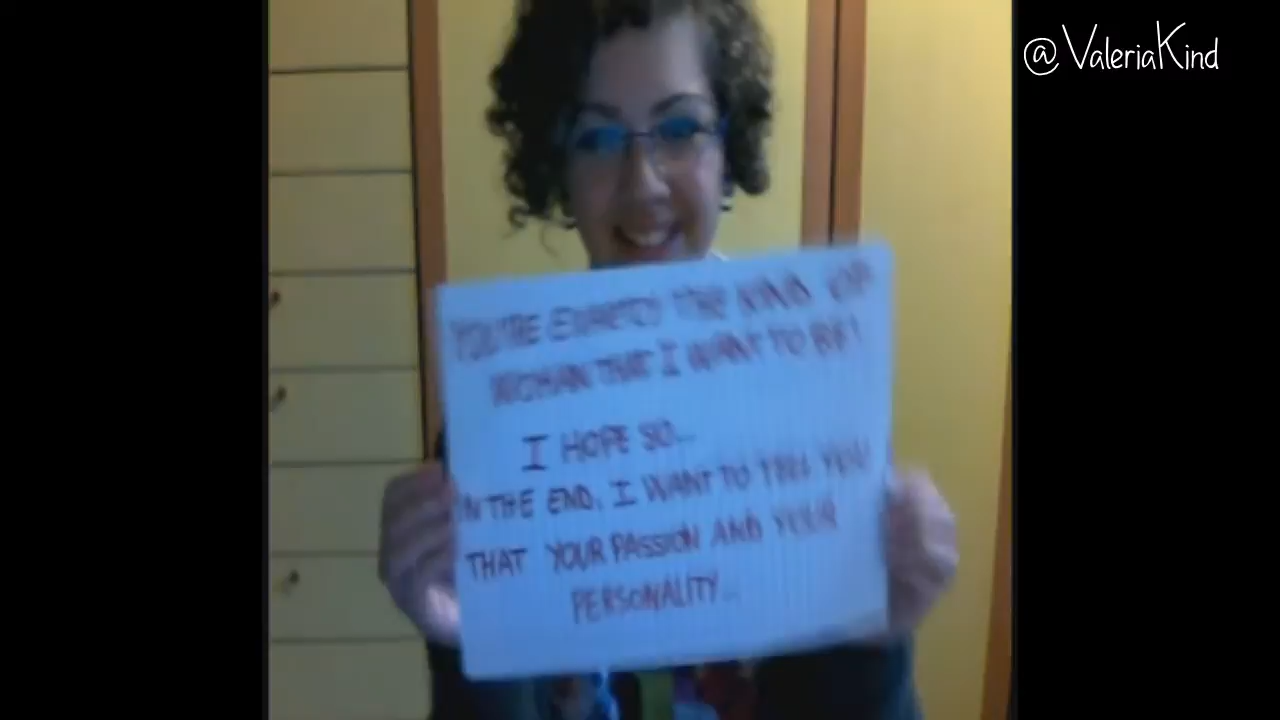 @ValeriaKind
YOU'RE EXACTLY THE KIND OF
WOMAN THAT I WANT TO BE!
I HOPE SO...
IN THE END, I WANT TO TELL YOU
THAT YOUR PASSION AND YOUR
PERSONALITY...